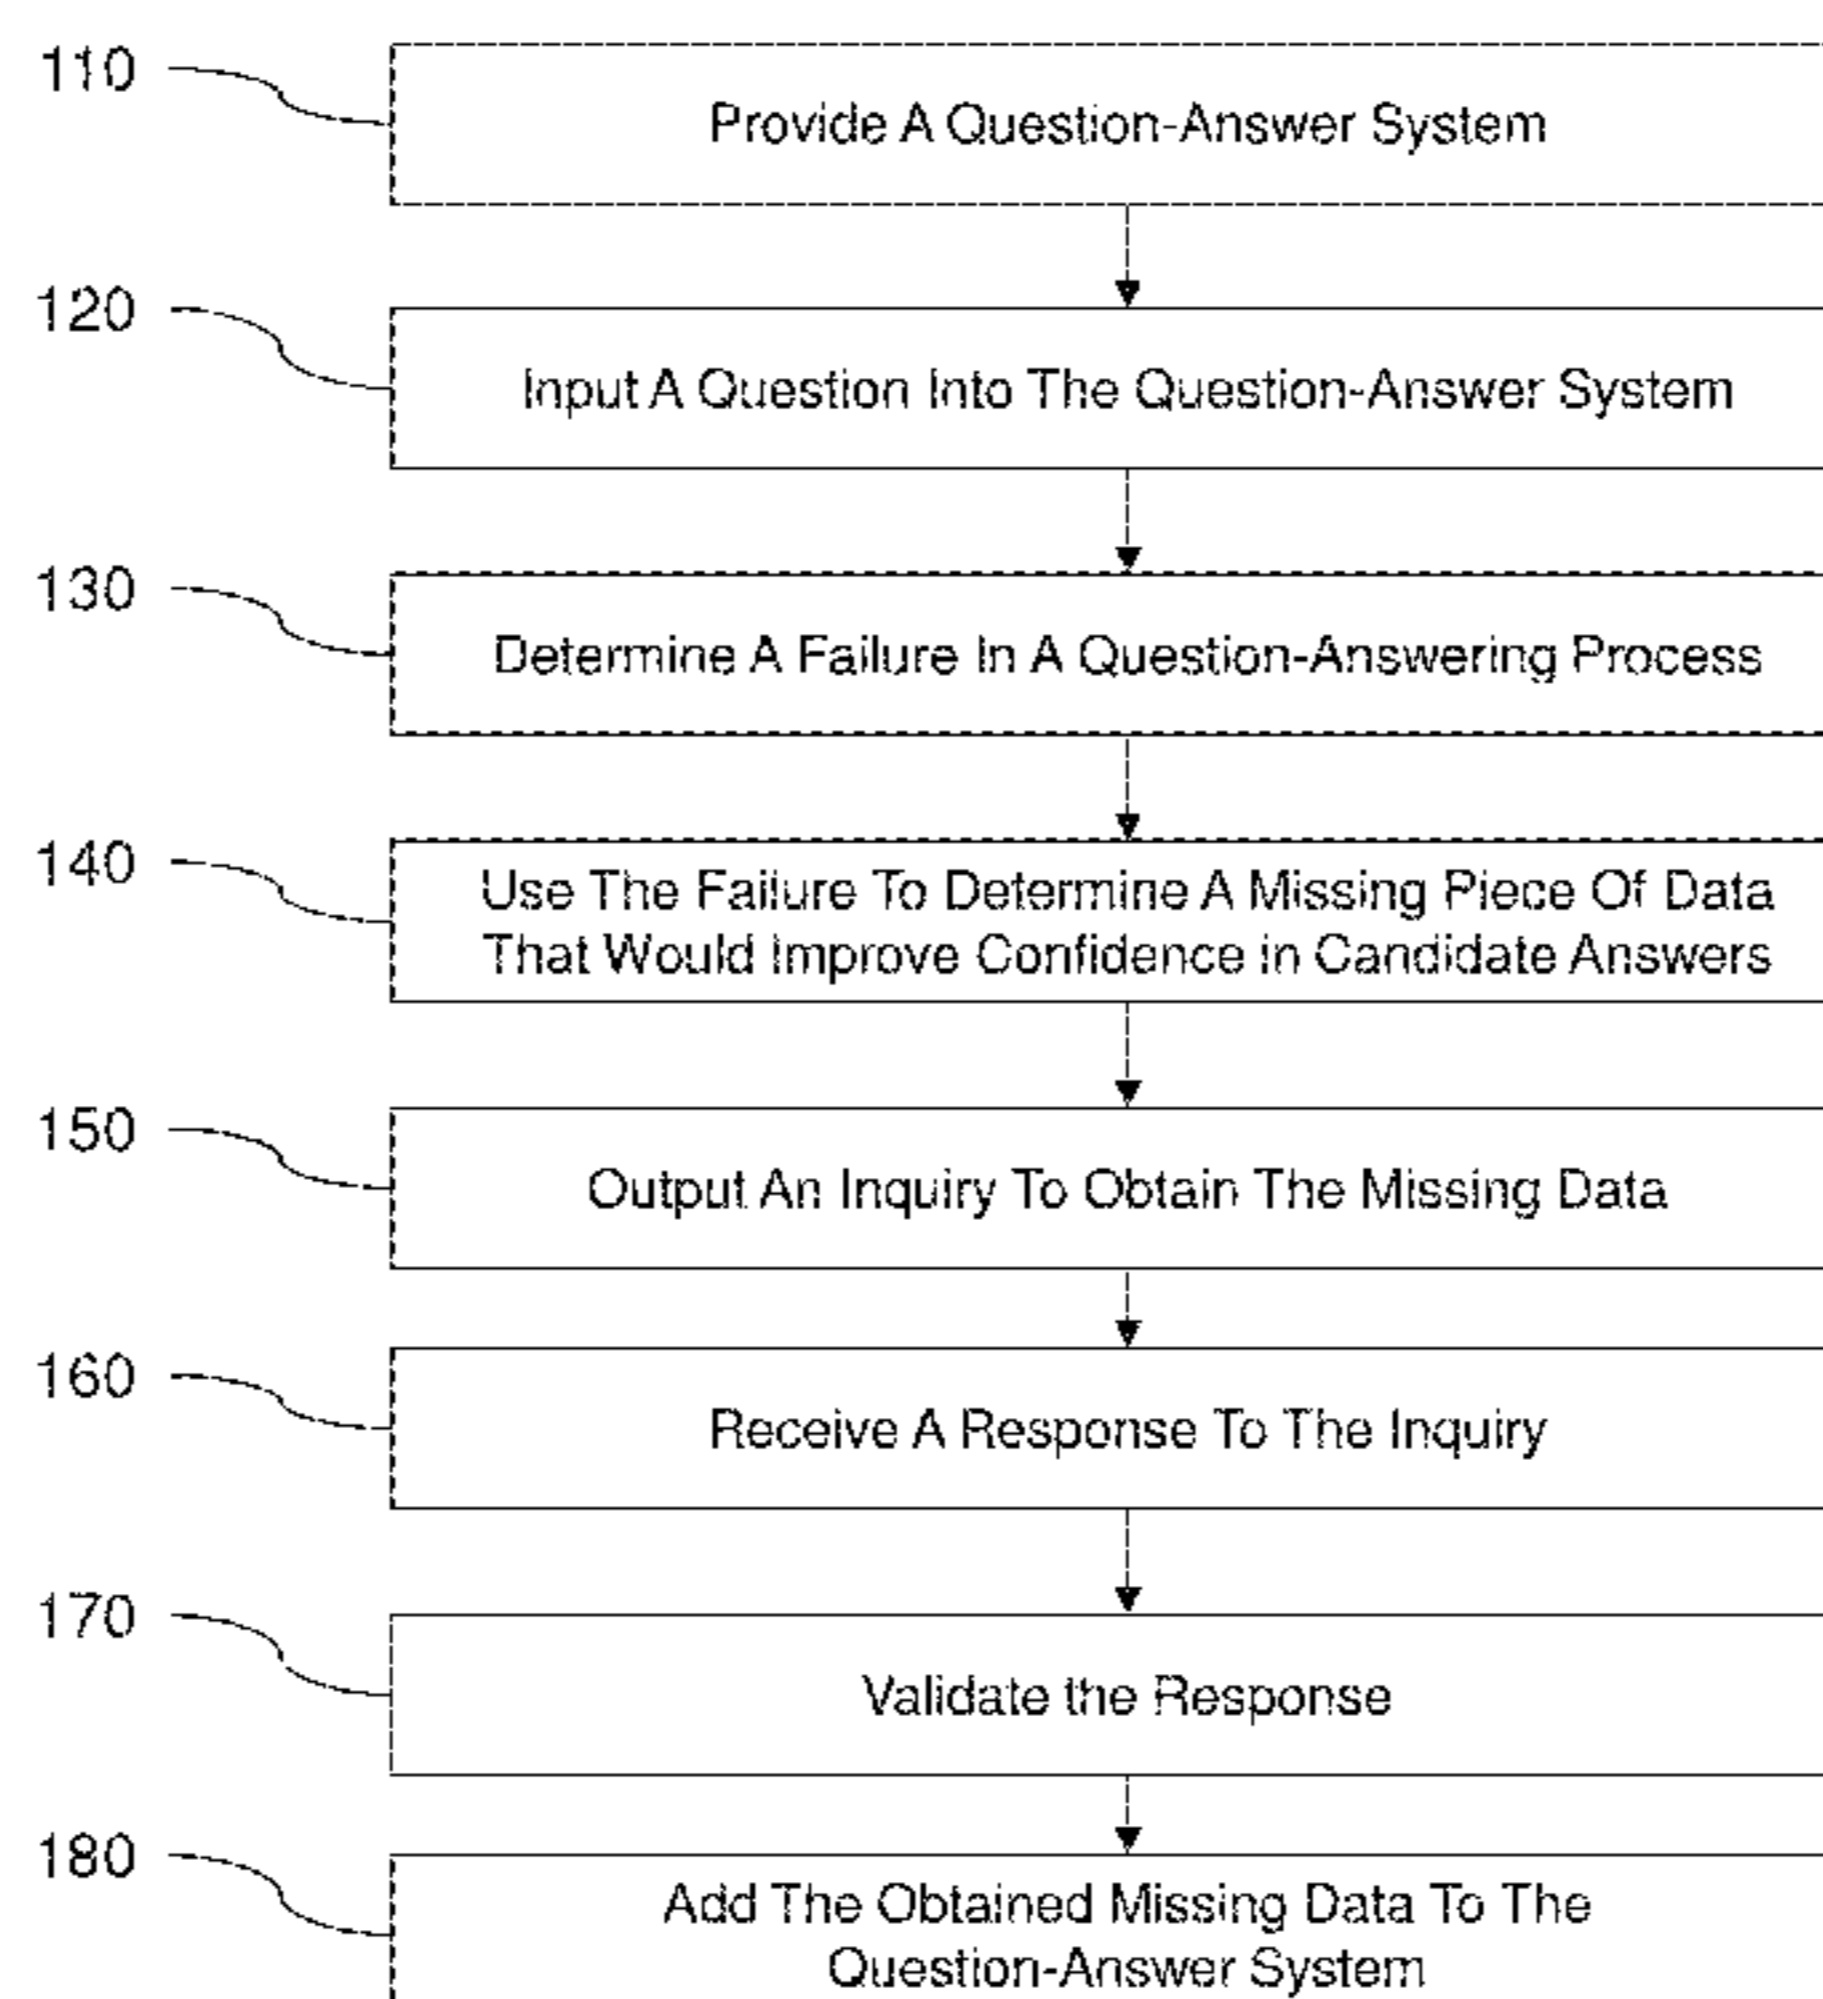 110
Provide A Question-Answer System
120
Input A Question Into The Question-Answer System
130
Determine A Failure In A Question-Answering Process
140
Use The Failure To Determine A Missing Piece Of Data
That Would Improve Confidence in Candidate Answers
150
Output An Inquiry To Obtain The Missing Data
160
Receive A Response To The Inquiry
170
Validate the Response
180
Add The Obtained Missing Data To The
Question-Answer System